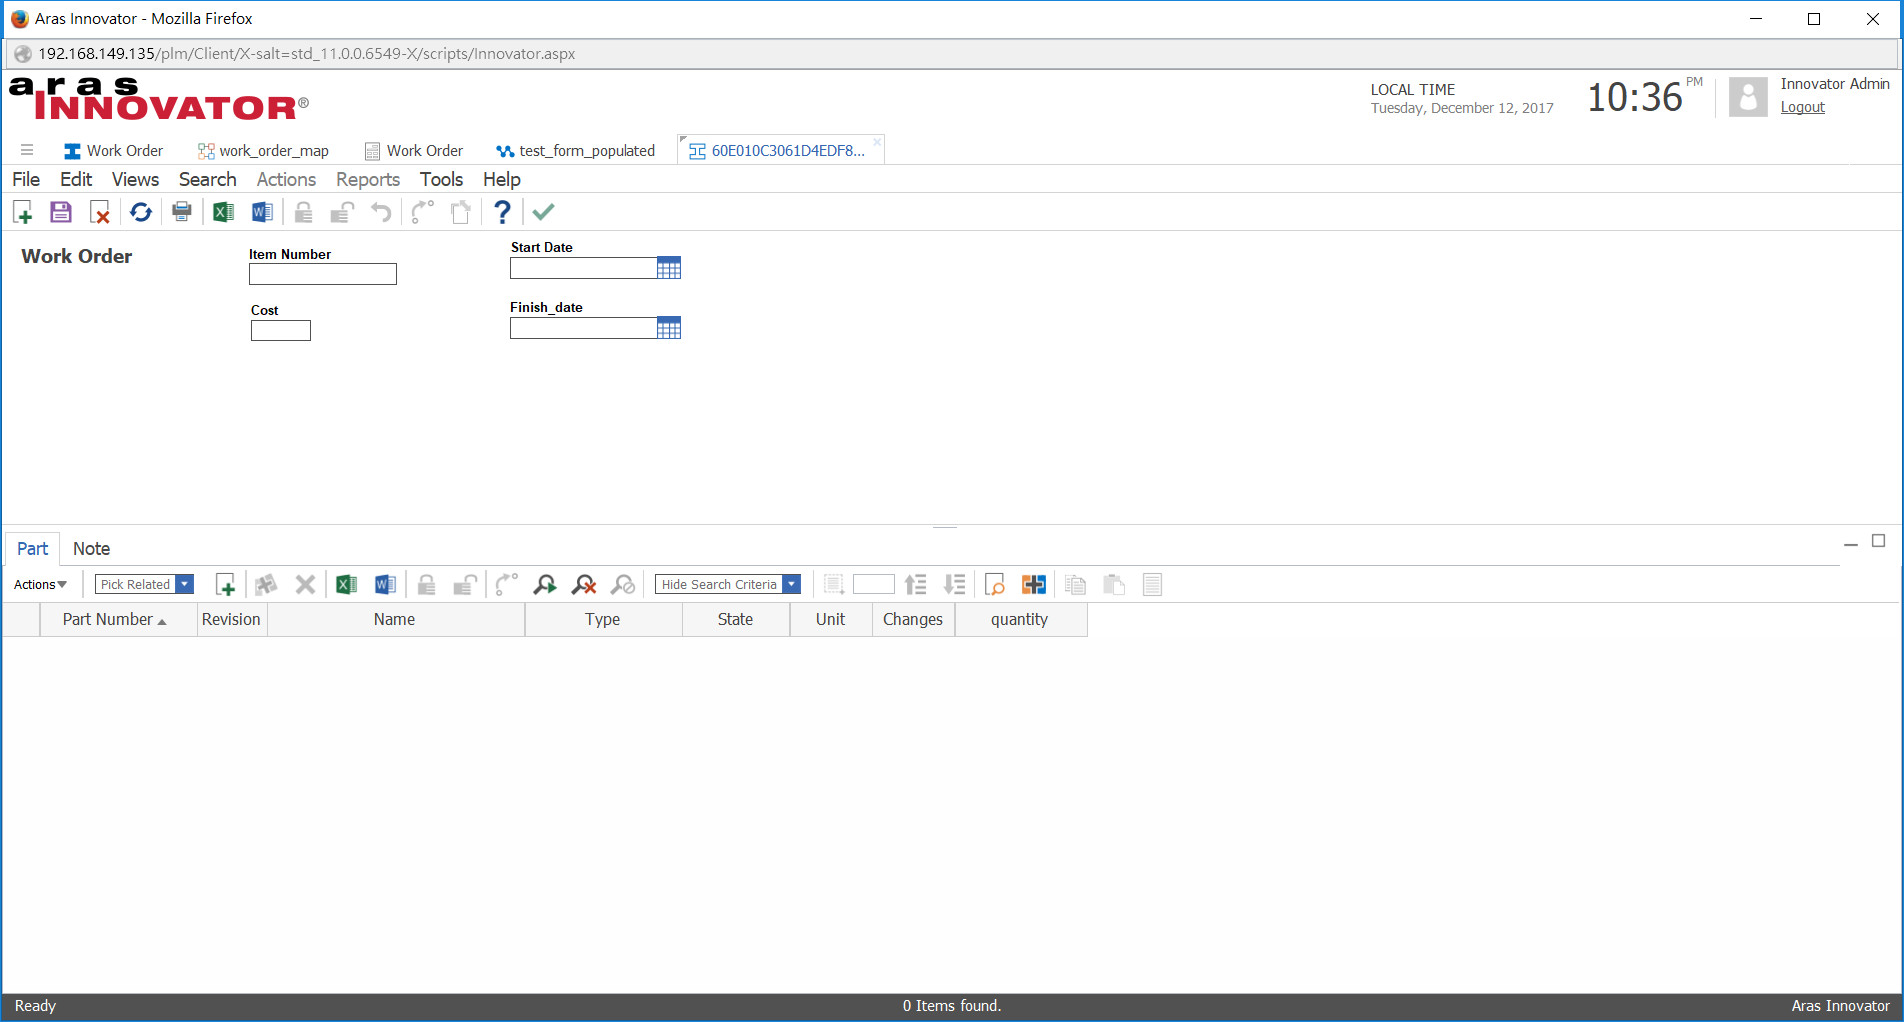 Aras Innovator - Mozilla Firefox
192.168.149.135/plm/Client/X-salt=std_11.0.0.6549-X/scripts/Innovator.aspx
aras
INNOVATOR®
LOCAL TIME
Tuesday, December 12, 2017
10:36 PM
Innovator Admin
Logout
Work Order work_order_map Work Order test_form_populated 60E010C3061D4EDF8...
File Edit Views Search Actions Reports Tools Help
Work Order
Item Number
Start Date
Cost
Finish_date
Part Note
Actions Pick Related Hide Search Criteria
Part Number Revision Name Type State Unit Changes quantity
Ready 0 Items found. Aras Innovator